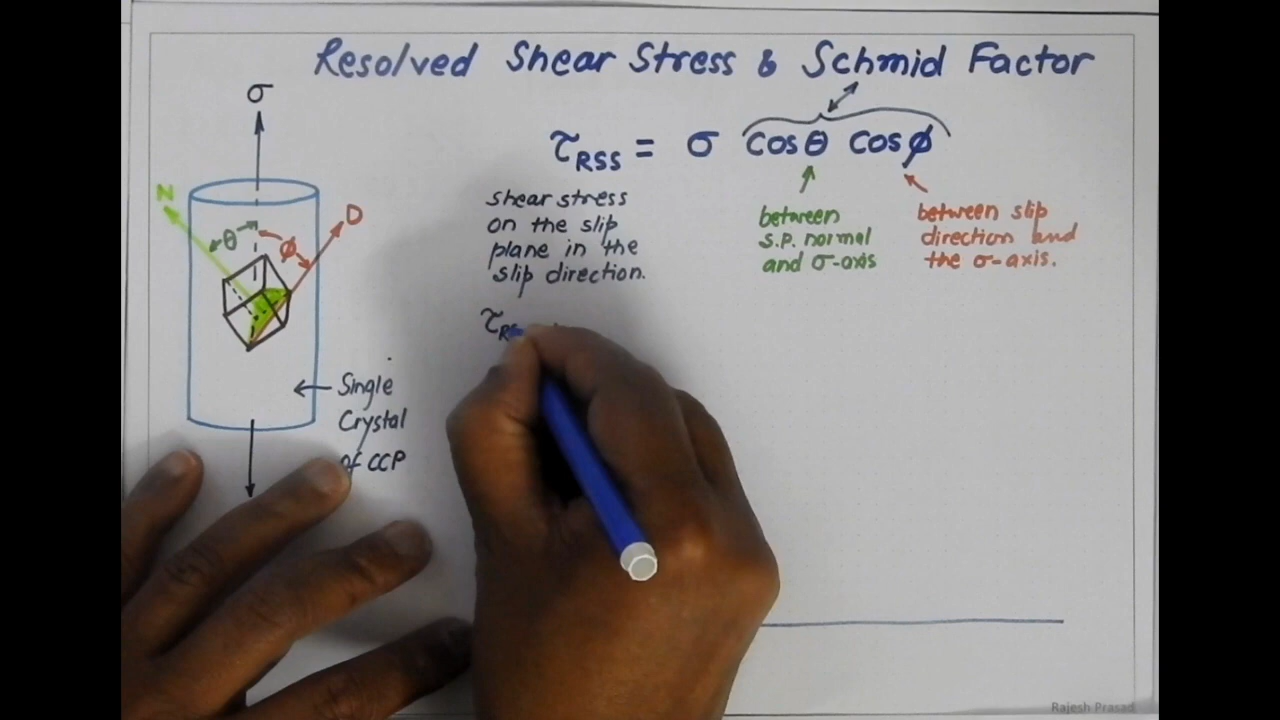 Resolved Shear Stress & Schmid Factor
σ
τRSS = σ cosθ cosφ
N
D
θ
φ
shear stress
on the slip
plane in the
slip direction.
between
S.P. normal
and σ-axis
between slip
direction and
the σ-axis.
Single
Crystal
of CCP
Rajesh Prasad